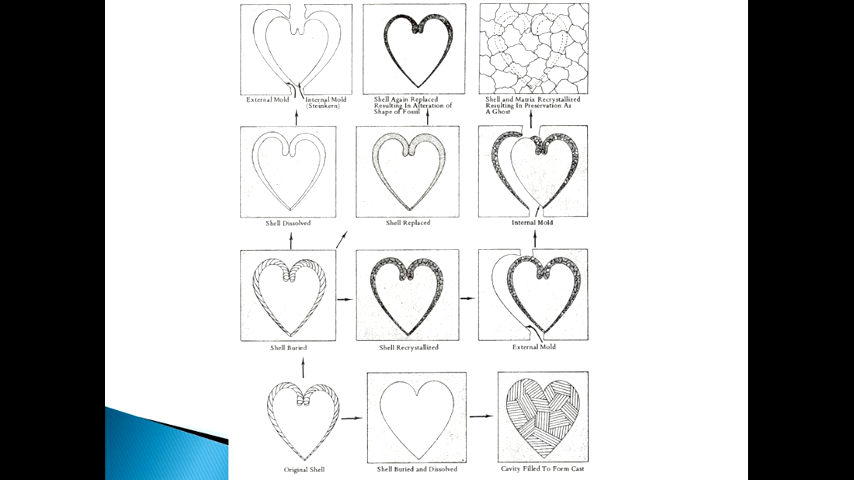 External Mold
Internal Mold
(Steinkern)
Shell Again Replaced
Resulting In Alteration of
Shape of Fossil
Shell and Matrix Recrystallized
Resulting In Preservation As
A Ghost
Shell Dissolved
Shell Replaced
Internal Mold
Shell Buried
Shell Recrystallized
External Mold
Original Shell
Shell Buried and Dissolved
Cavity Filled To Form Cast